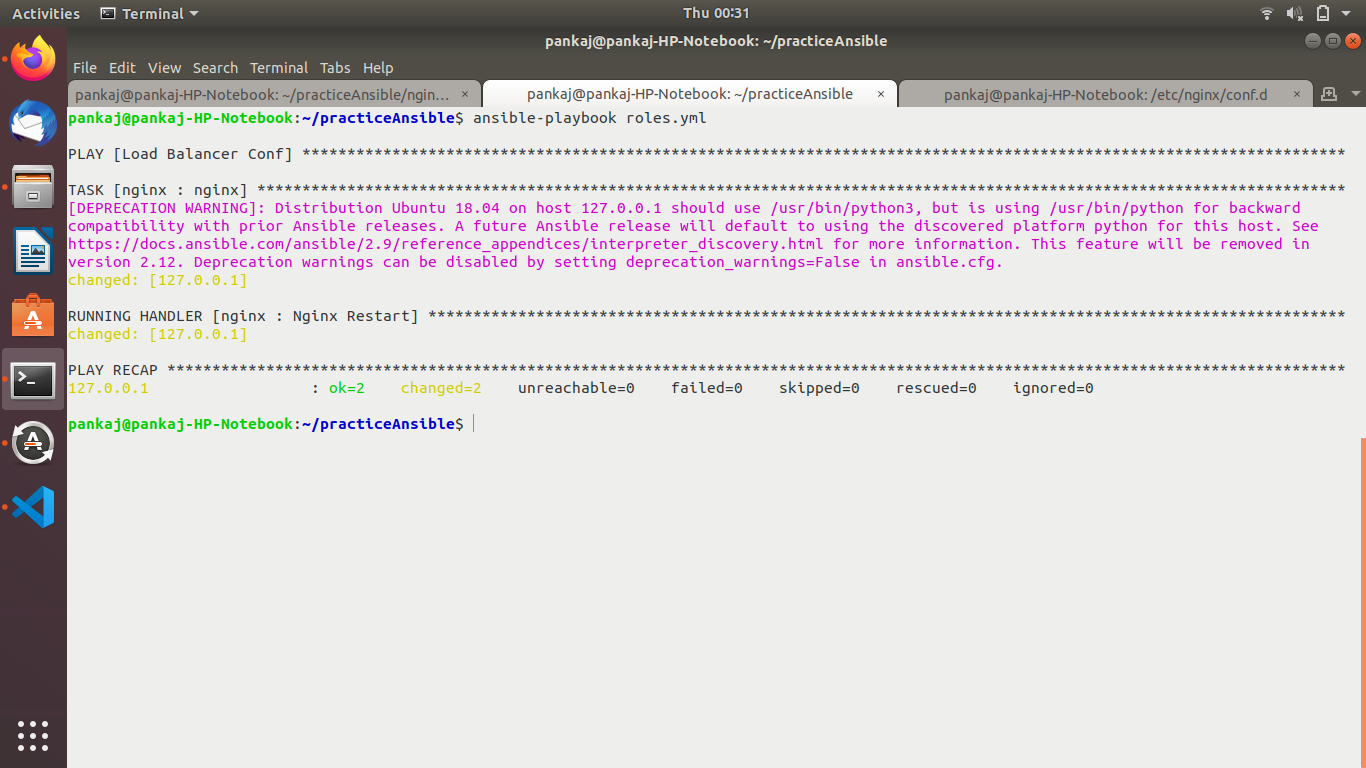 Activities Terminal Thu 00:31
pankaj@pankaj-HP-Notebook: ~/practiceAnsible
File Edit View Search Terminal Tabs Help
pankaj@pankaj-HP-Notebook: ~/practiceAnsible/ngin... × pankaj@pankaj-HP-Notebook: ~/practiceAnsible × pankaj@pankaj-HP-Notebook: /etc/nginx/conf.d ×
pankaj@pankaj-HP-Notebook:~/practiceAnsible$ ansible-playbook roles.yml
PLAY [Load Balancer Conf] ********************************************************************************************************************
TASK [nginx : nginx] *************************************************************************************************************************
[DEPRECATION WARNING]: Distribution Ubuntu 18.04 on host 127.0.0.1 should use /usr/bin/python3, but is using /usr/bin/python for backward
compatibility with prior Ansible releases. A future Ansible release will default to using the discovered platform python for this host. See
https://docs.ansible.com/ansible/2.9/reference_appendices/interpreter_discovery.html for more information. This feature will be removed in
version 2.12. Deprecation warnings can be disabled by setting deprecation_warnings=False in ansible.cfg.
changed: [127.0.0.1]
RUNNING HANDLER [nginx : Nginx Restart] ******************************************************************************************************
changed: [127.0.0.1]
PLAY RECAP ***********************************************************************************************************************************
127.0.0.1 : ok=2 changed=2 unreachable=0 failed=0 skipped=0 rescued=0 ignored=0
pankaj@pankaj-HP-Notebook:~/practiceAnsible$